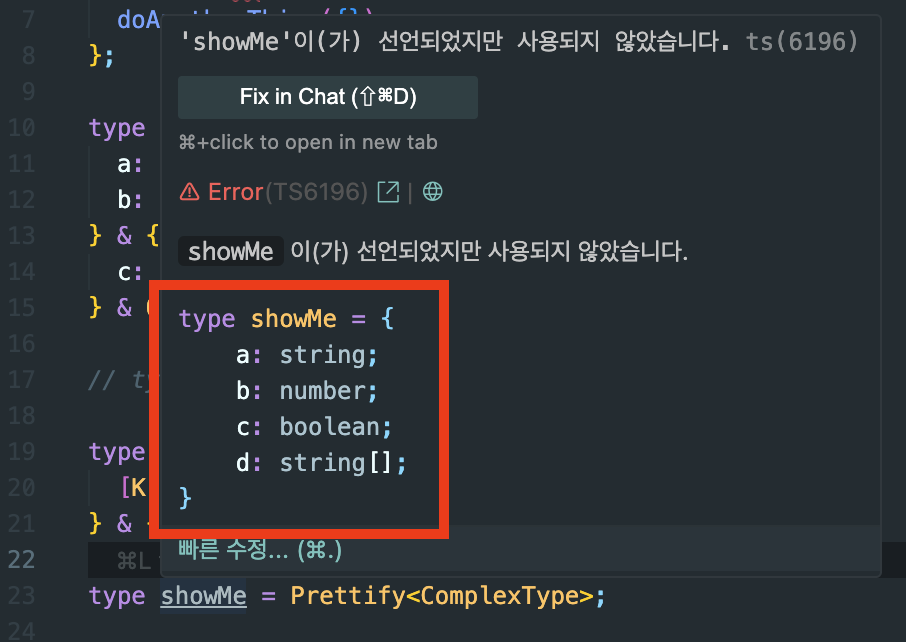 7 doA
'showMe'이(가) 선언되었지만 사용되지 않았습니다. ts(6196)
8 };
Fix in Chat (⇧⌘D)
9
10 type
⌘+click to open in new tab
11 a:
12 b:
Error(TS6196) |
13 } & {
showMe 이(가) 선언되었지만 사용되지 않았습니다.
14 c:
15 } &
type showMe = {
16
a: string;
17 // ty
b: number;
18
c: boolean;
19 type
d: string[];
20 [K
}
21 } &
빠른 수정... (⌘.)
22 ⌘L
23 type showMe = Prettify<ComplexType>;
24